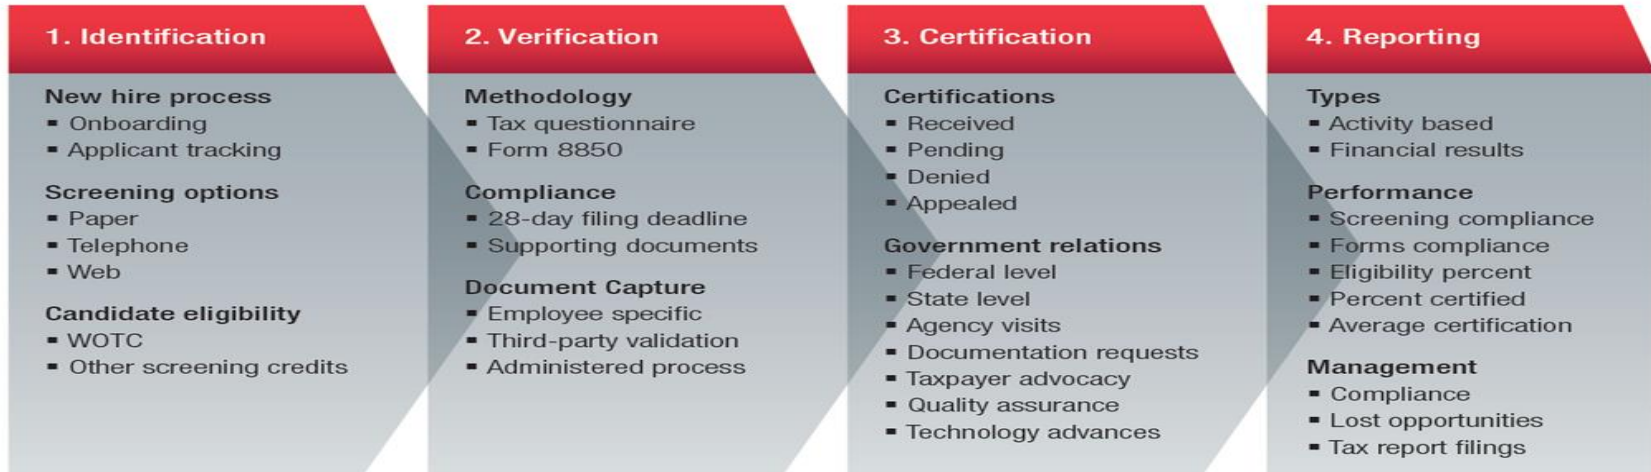 1. Identification
New hire process
▪ Onboarding
▪ Applicant tracking
Screening options
▪ Paper
▪ Telephone
▪ Web
Candidate eligibility
▪ WOTC
▪ Other screening credits
2. Verification
Methodology
▪ Tax questionnaire
▪ Form 8850
Compliance
▪ 28-day filing deadline
▪ Supporting documents
Document Capture
▪ Employee specific
▪ Third-party validation
▪ Administered process
3. Certification
Certifications
▪ Received
▪ Pending
▪ Denied
▪ Appealed
Government relations
▪ Federal level
▪ State level
▪ Agency visits
▪ Documentation requests
▪ Taxpayer advocacy
▪ Quality assurance
▪ Technology advances
4. Reporting
Types
▪ Activity based
▪ Financial results
Performance
▪ Screening compliance
▪ Forms compliance
▪ Eligibility percent
▪ Percent certified
▪ Average certification
Management
▪ Compliance
▪ Lost opportunities
▪ Tax report filings